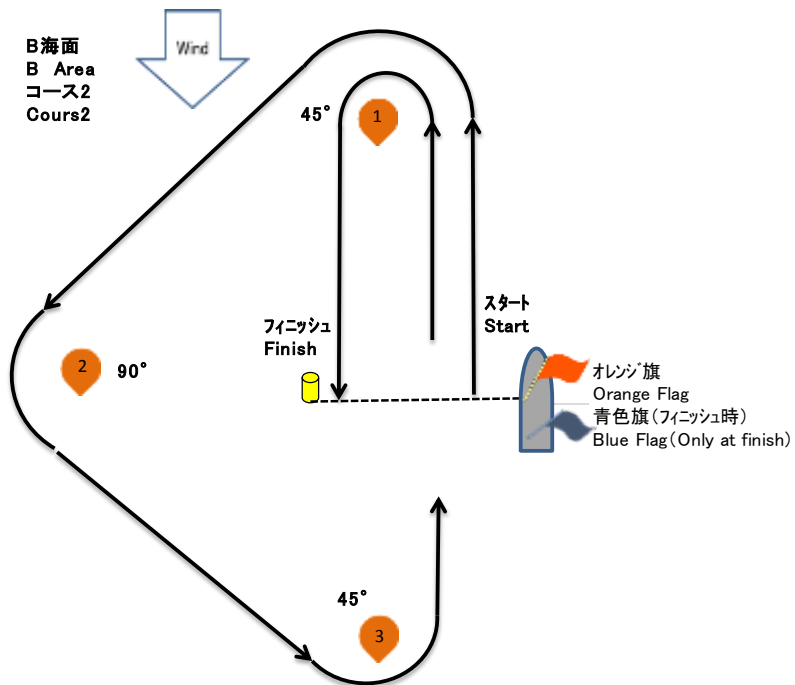 B海面
B Area
コース2
Cours2
Wind
45°
1
スタート
Start
フィニッシュ
Finish
2
90°
オレンジ旗
Orange Flag
青色旗(フィニッシュ時)
Blue Flag(Only at finish)
45°
3